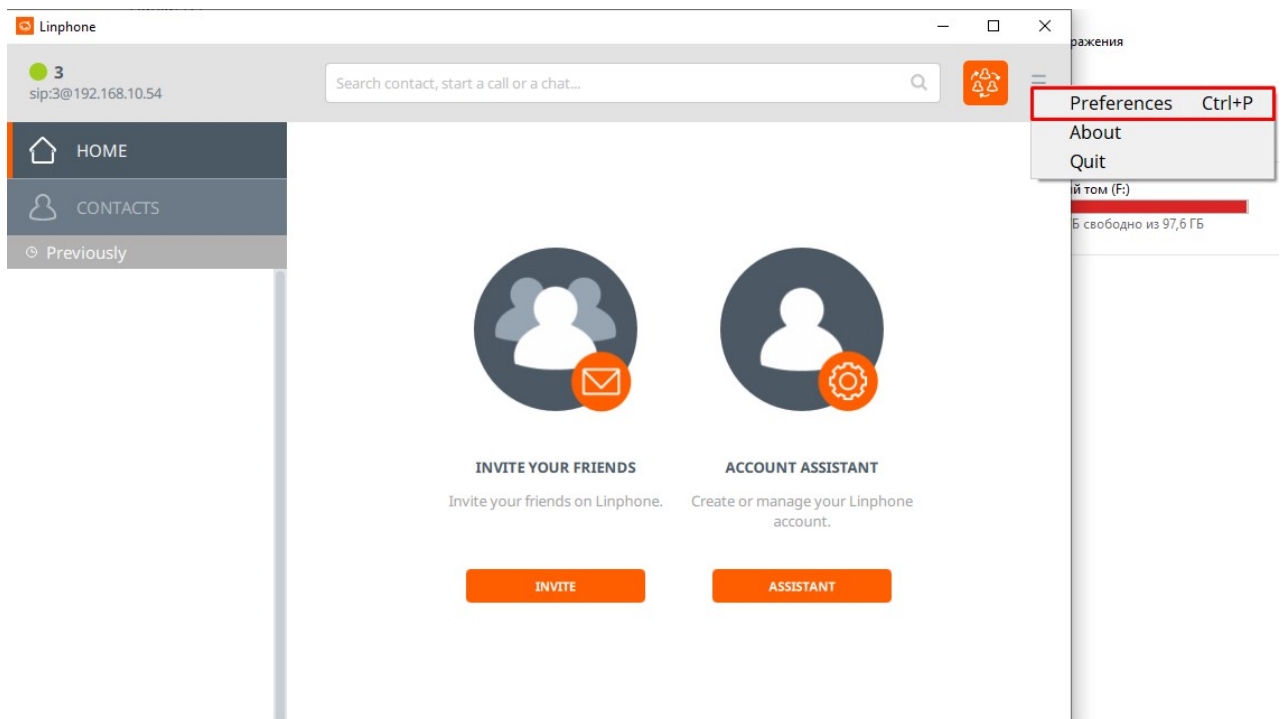 Linphone
3
sip:3@192.168.10.54
Search contact, start a call or a chat...
ражения
Preferences Ctrl+P
About
Quit
HOME
CONTACTS
Previously
й том (F:)
Б свободно из 97,6 ГБ
INVITE YOUR FRIENDS
Invite your friends on Linphone.
INVITE
ACCOUNT ASSISTANT
Create or manage your Linphone
account.
ASSISTANT